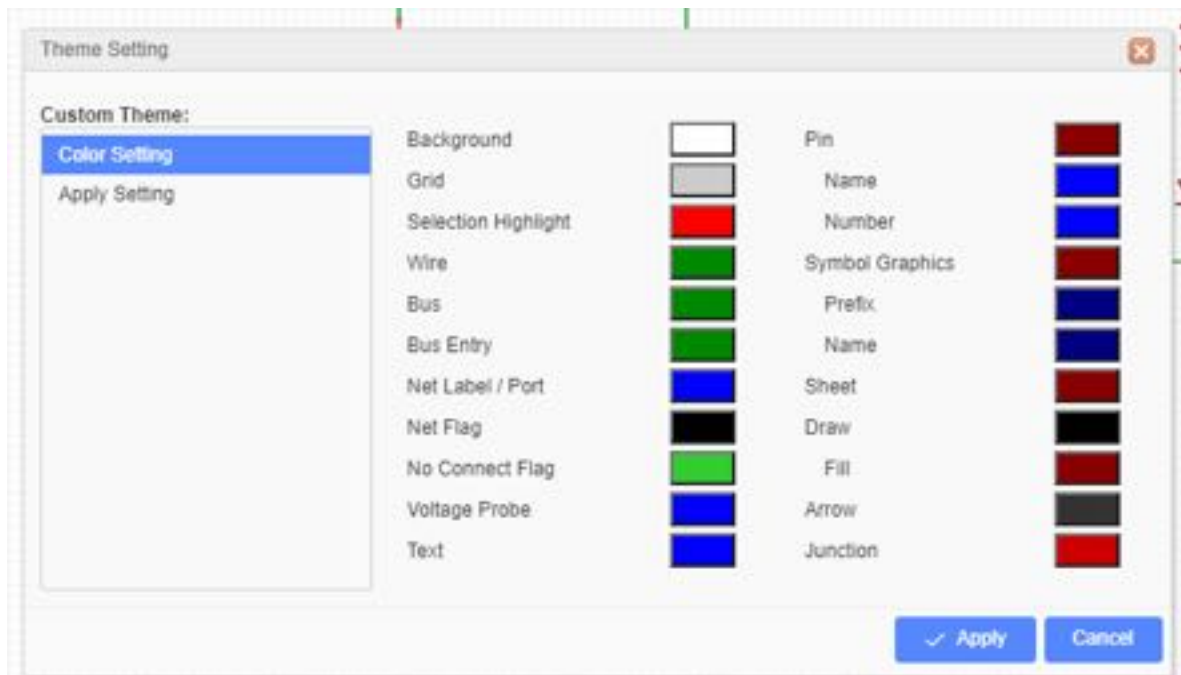 Theme Setting
Custom Theme:
Color Setting
Apply Setting
Background
Grid
Selection Highlight
Wire
Bus
Bus Entry
Net Label / Port
Net Flag
No Connect Flag
Voltage Probe
Text
Pin
Name
Number
Symbol Graphics
Prefix
Name
Sheet
Draw
Fill
Arrow
Junction
Apply
Cancel